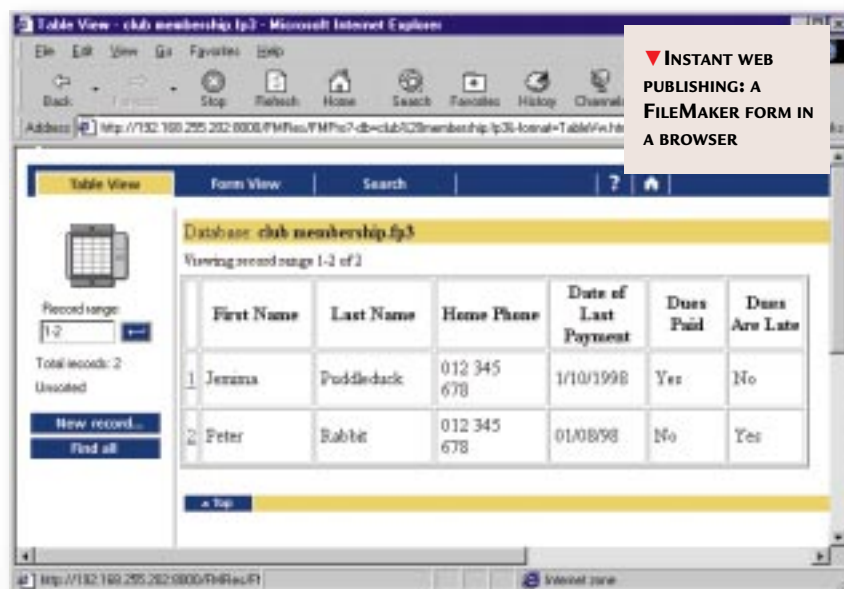 Table View - club membership.fp3 - Microsoft Internet Explorer
File Edit View Go Favorites Help
Back Forward Stop Refresh Home Search Favorites History Channels
▼INSTANT WEB
PUBLISHING: A
FILEMAKER FORM IN
A BROWSER
Address
Table View Form View Search ?
Database: club membership.fp3
Viewing record range 1-2 of 2
Record range:
1-2
Total records: 2
Unsorted
New record...
Find all
First Name Last Name Home Phone Date of Last Payment Dues Paid Dues Are Late
1 Jemima Puddleduck 012 345 678 1/10/1998 Yes No
2 Peter Rabbit 012 345 678 01/08/98 No Yes
Top
Internet zone